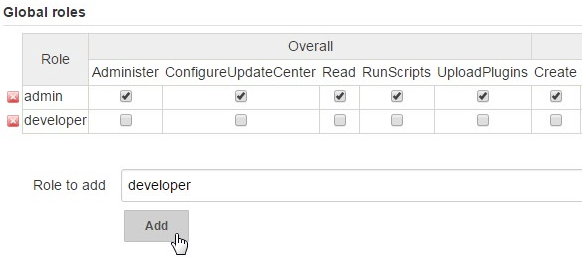 Global roles
Role
Overall
Administer ConfigureUpdateCenter Read RunScripts UploadPlugins Create
admin
developer
Role to add developer
Add